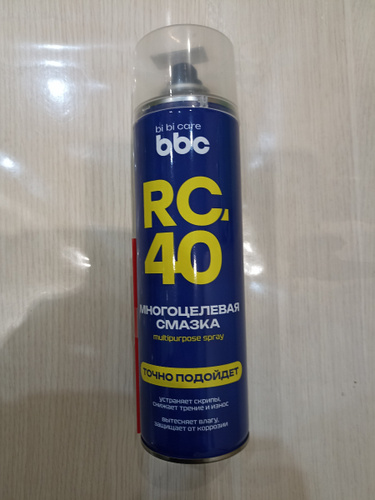 bi bi care
bbc
RC
40
МНОГОЦЕЛЕВАЯ
СМАЗКА
multipurpose spray
ТОЧНО ПОДОЙДЕТ
устраняет скрипы,
снижает трение и износ
вытесняет влагу,
защищает от коррозии